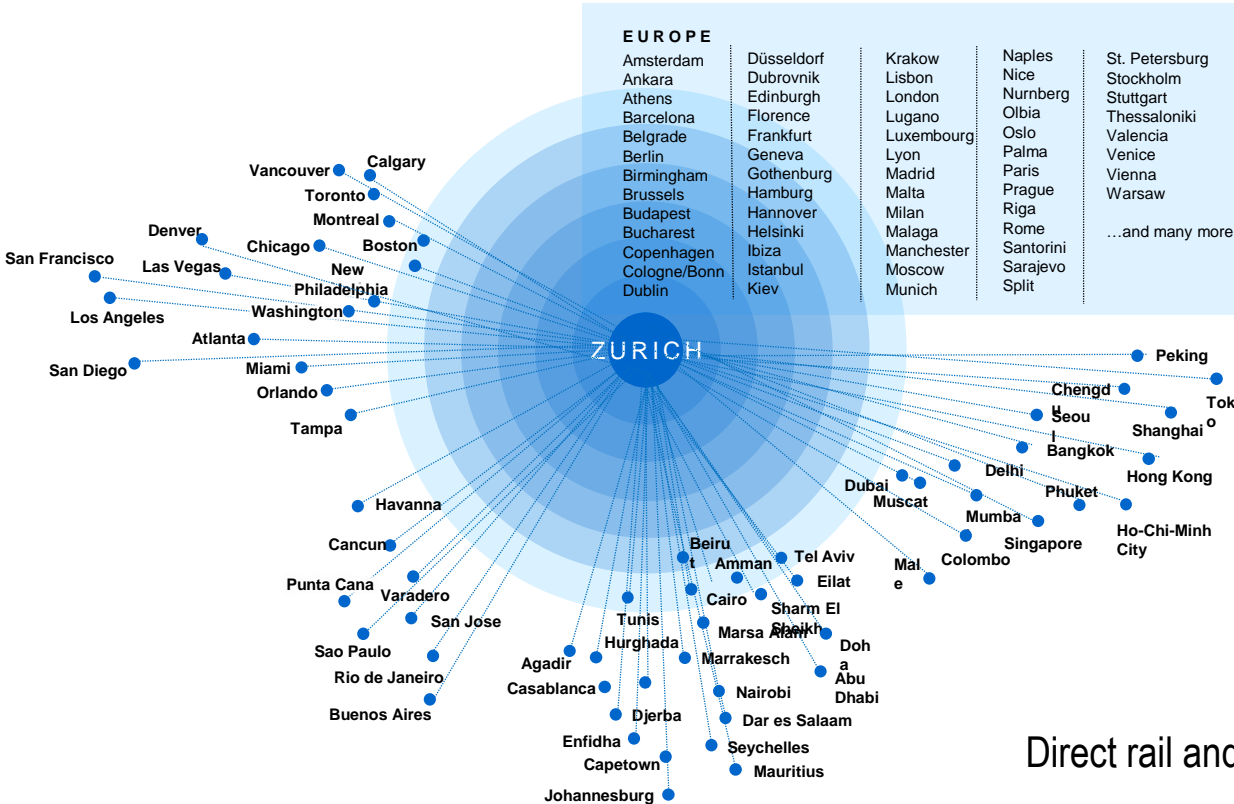 EUROPE
Amsterdam
Ankara
Athens
Barcelona
Belgrade
Berlin
Birmingham
Brussels
Budapest
Bucharest
Copenhagen
Cologne/Bonn
Dublin
Düsseldorf
Dubrovnik
Edinburgh
Florence
Frankfurt
Geneva
Gothenburg
Hamburg
Hannover
Helsinki
Ibiza
Istanbul
Kiev
Krakow
Lisbon
London
Lugano
Luxembourg
Lyon
Madrid
Malta
Milan
Malaga
Manchester
Moscow
Munich
Naples
Nice
Nurnberg
Olbia
Oslo
Palma
Paris
Prague
Riga
Rome
Santorini
Sarajevo
Split
St. Petersburg
Stockholm
Stuttgart
Thessaloniki
Valencia
Venice
Vienna
Warsaw
…and many more
Vancouver
Calgary
Toronto
Montreal
Denver
Chicago
Boston
San Francisco
Las Vegas
New
Philadelphia
Los Angeles
Washington
Atlanta
San Diego
Miami
Orlando
Tampa
ZURICH
Peking
Chengd
u
Tok
o
Seou
l
Shanghai
Bangkok
Delhi
Hong Kong
Dubai
Muscat
Phuket
Mumba
Singapore
Ho-Chi-Minh
City
Colombo
Mal
e
Havanna
Cancun
Punta Cana
Varadero
San Jose
Sao Paulo
Rio de Janeiro
Buenos Aires
Beiru
t
Amman
Tel Aviv
Eilat
Cairo
Sharm El
Sheikh
Tunis
Marsa Alam
Hurghada
Doh
a
Agadir
Marrakesch
Abu
Dhabi
Casablanca
Nairobi
Djerba
Dar es Salaam
Enfidha
Seychelles
Capetown
Mauritius
Johannesburg
Direct rail and